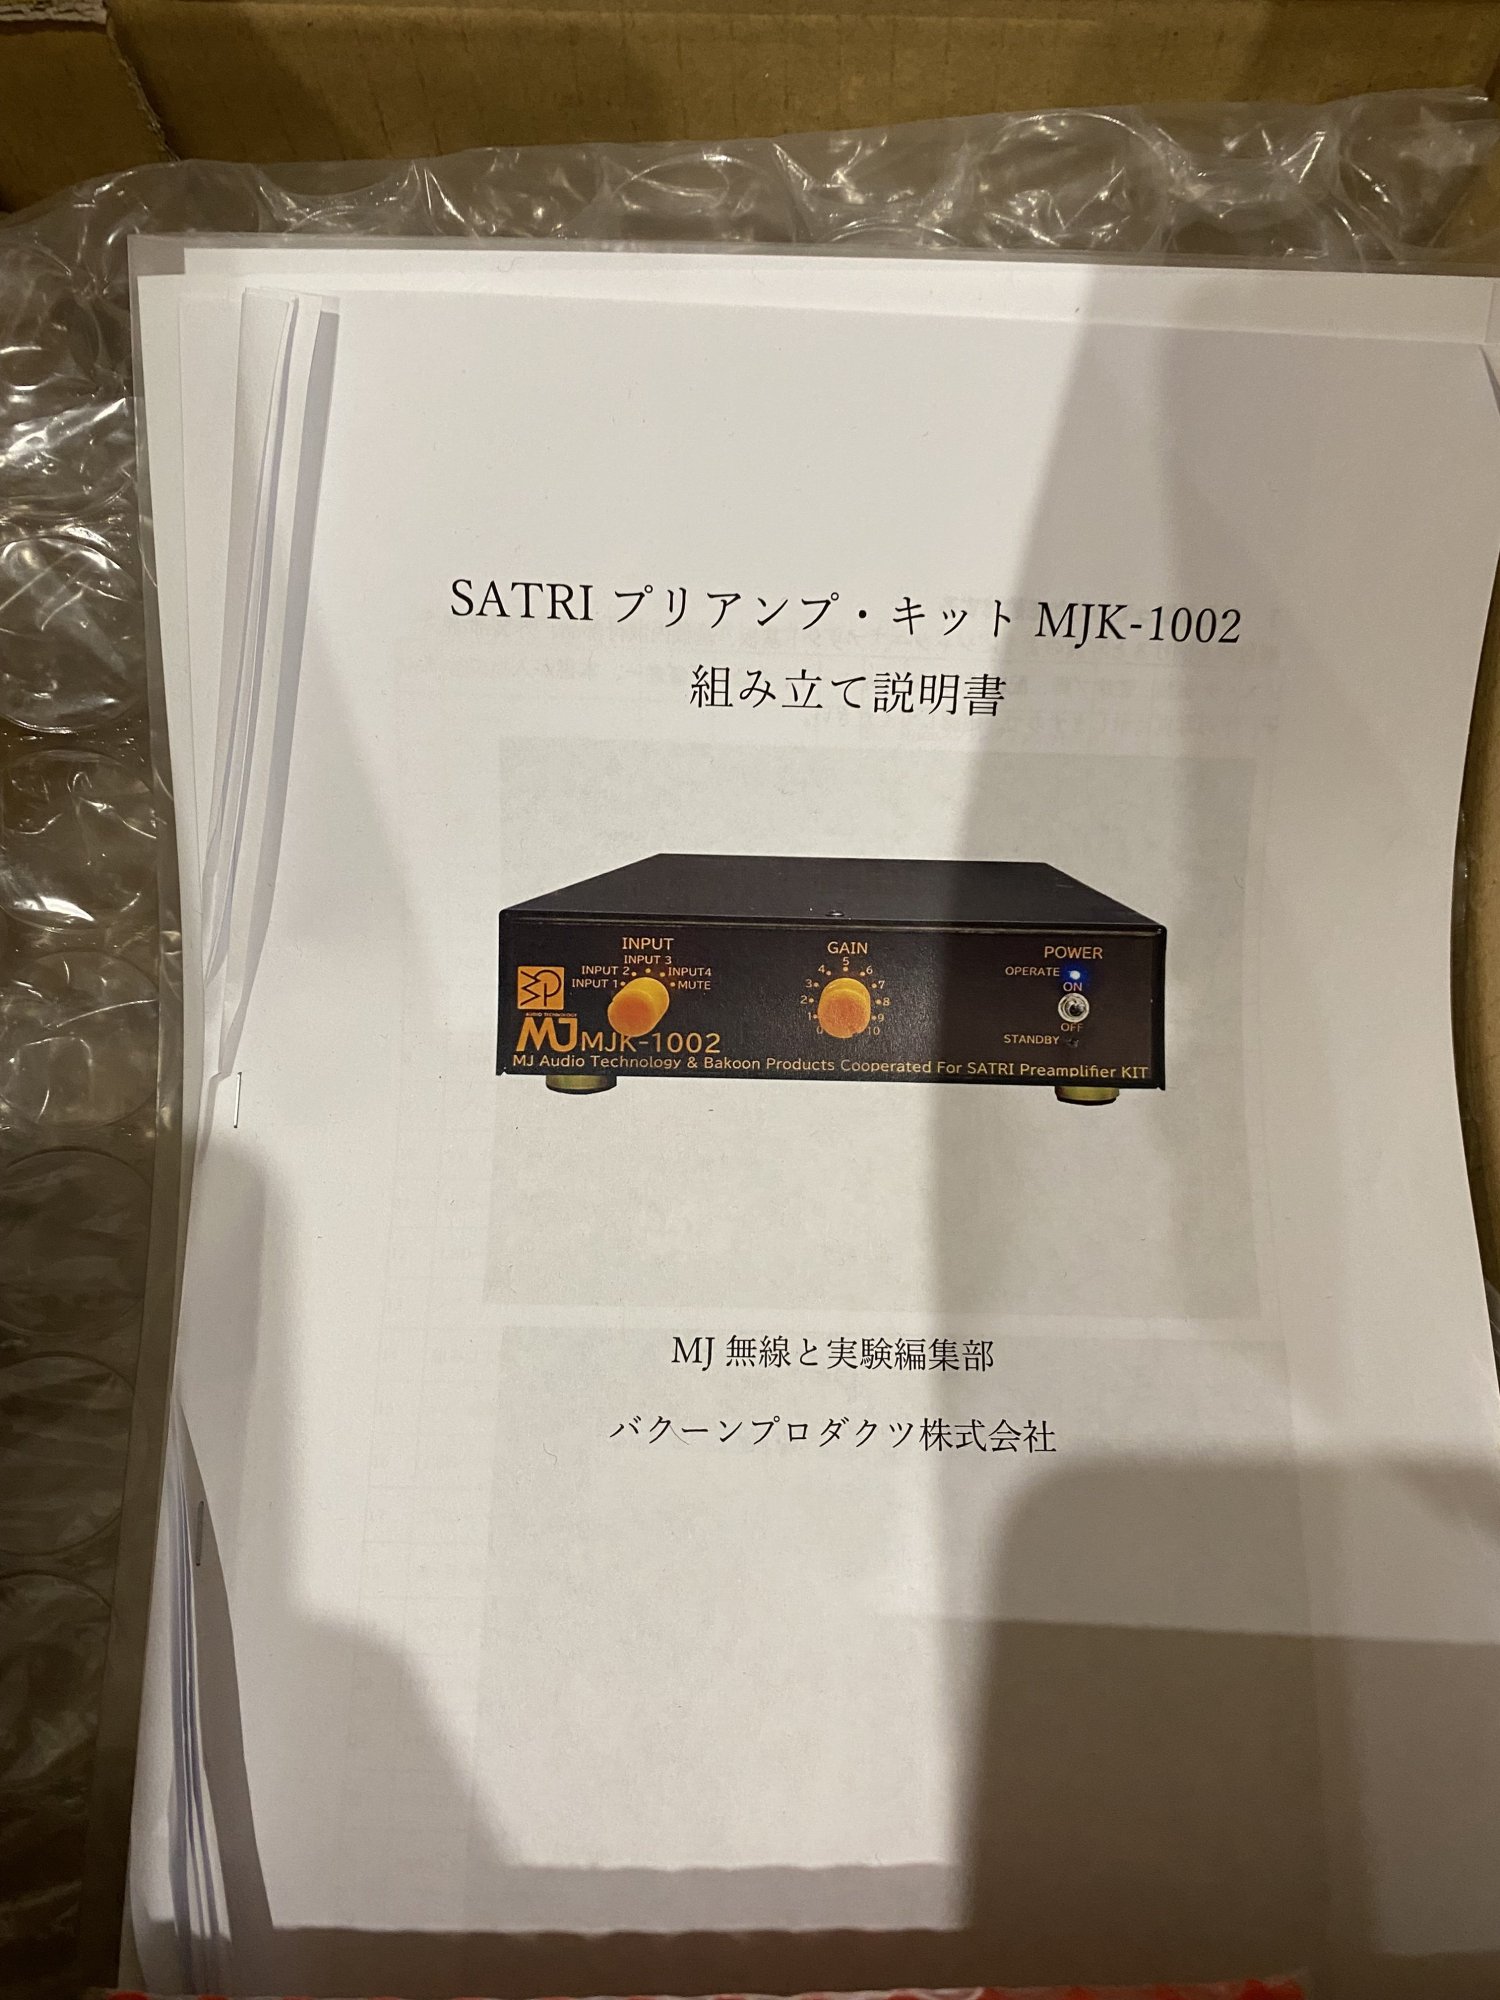 SATRI プリアンプ・キット MJK-1002
組み立て説明書
INPUT
INPUT 3
INPUT 2 INPUT4
INPUT 1 MUTE
GAIN
5
4 6
3 7
2 8
1 9
0 10
POWER
OPERATE
ON
OFF
STANDBY
AUDIO TECHNOLOGY
MJ MJK-1002
MJ Audio Technology & Bakoon Products Cooperated For SATRI Preamplifier KIT
MJ 無線と実験編集部
バクーンプロダクツ株式会社